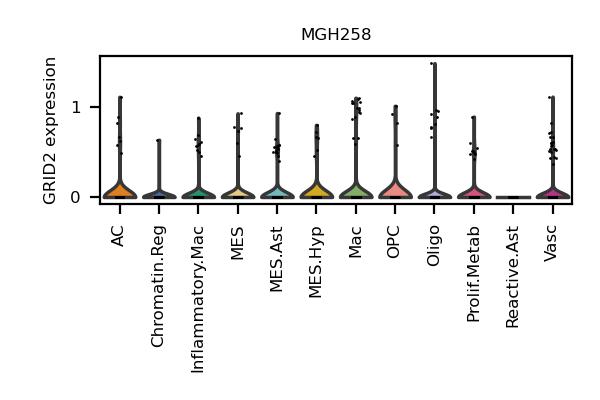 MGH258
GRID2 expression
1
0
AC
Chromatin.Reg
Inflammatory.Mac
MES
MES.Ast
MES.Hyp
Mac
OPC
Oligo
Prolif.Metab
Reactive.Ast
Vasc